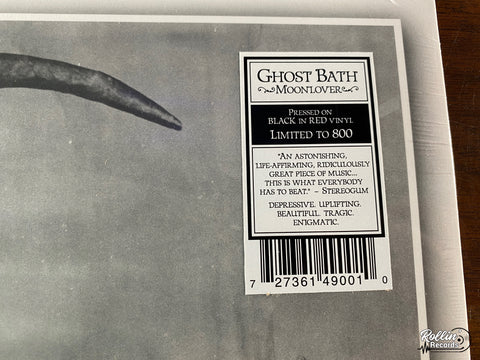 Ghost Bath
Moonlover
Pressed on
BLACK in RED vinyl
Limited to 800
"An astonishing,
life-affirming, ridiculously
great piece of music...
this is what everybody
has to beat." – Stereogum
Depressive. Uplifting.
Beautiful. Tragic.
Enigmatic.
7 27361 49001 0
Rollin
Records